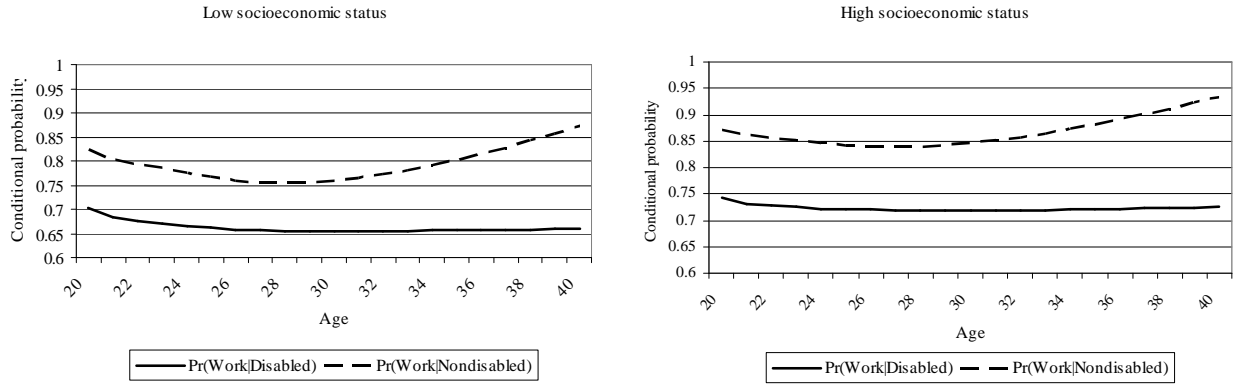 Low socioeconomic status
Conditional probability
1
0.95
0.9
0.85
0.8
0.75
0.7
0.65
0.6
20 22 24 26 28 30 32 34 36 38 40
Age
Pr(Work|Disabled) Pr(Work|Nondisabled)
High socioeconomic status
Conditional probability
1
0.95
0.9
0.85
0.8
0.75
0.7
0.65
0.6
20 22 24 26 28 30 32 34 36 38 40
Age
Pr(Work|Disabled) Pr(Work|Nondisabled)